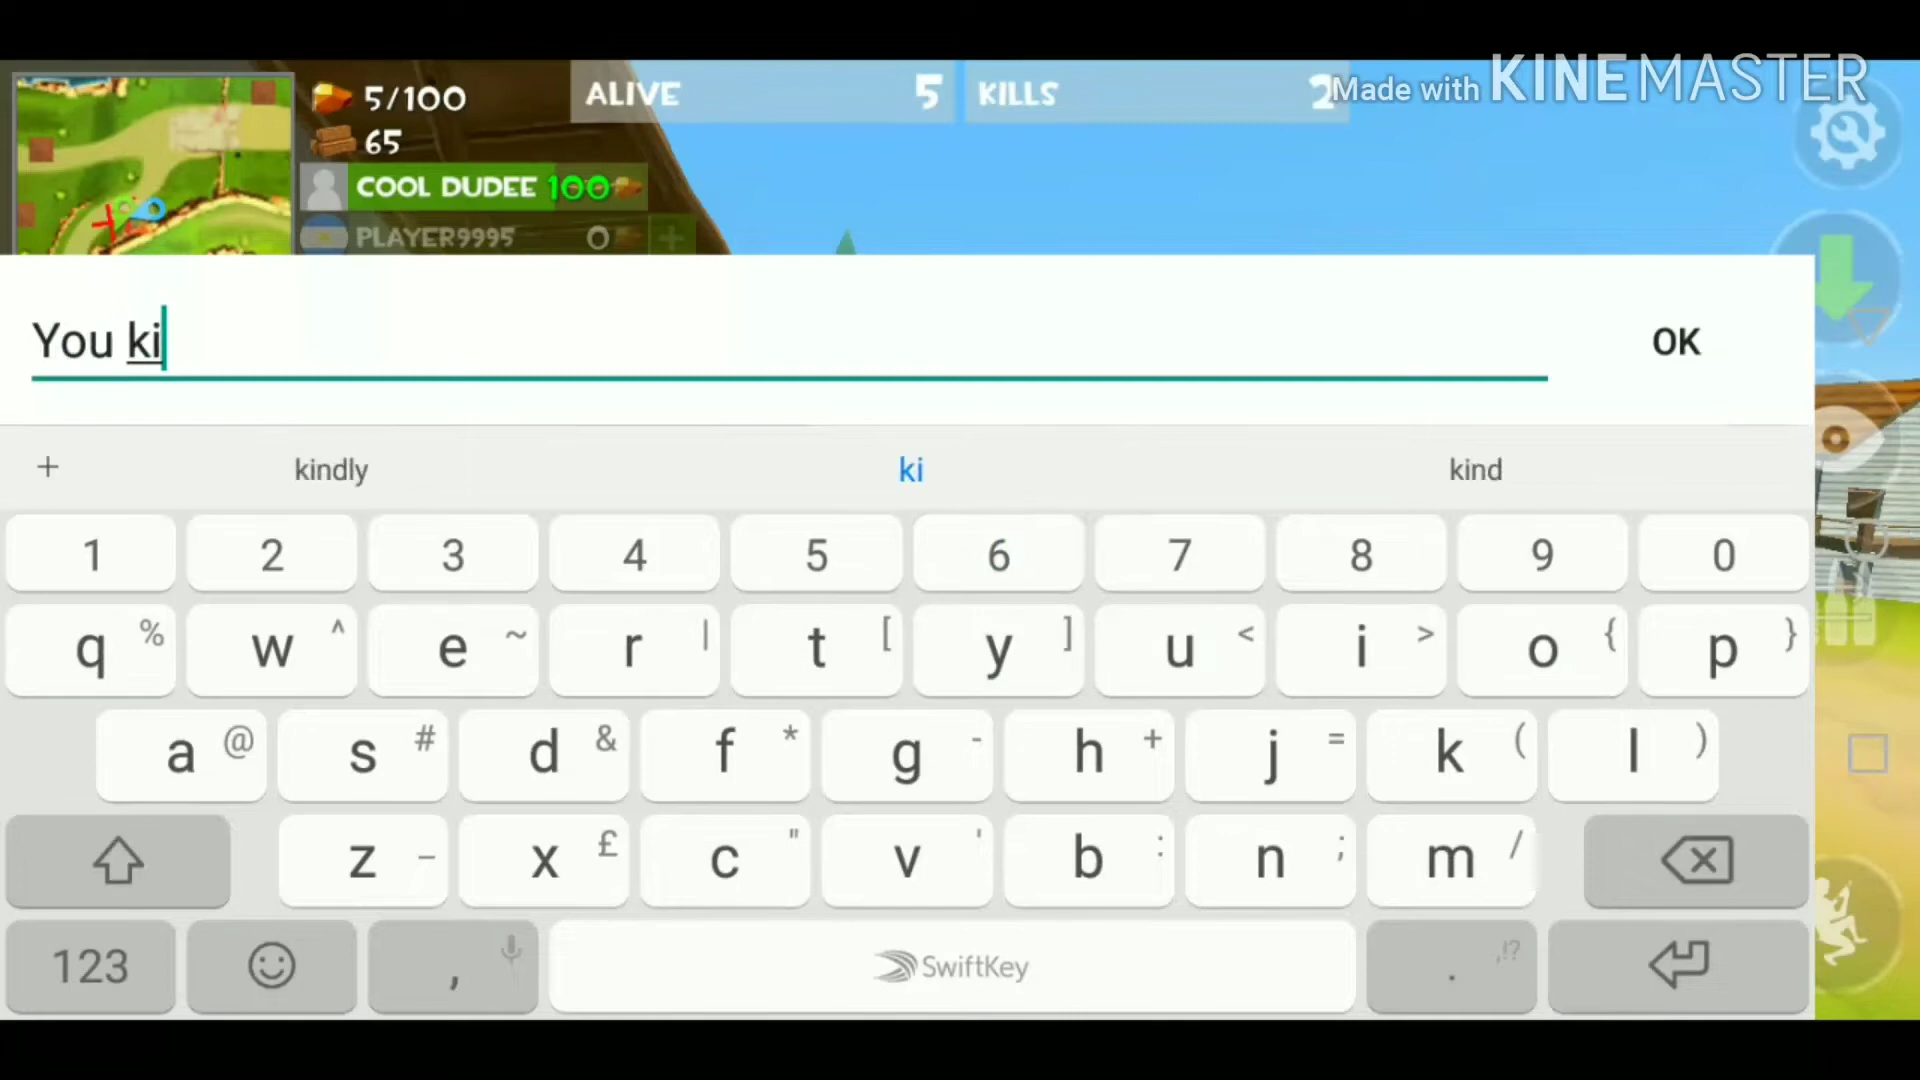 Made with KINEMASTER
5/100
ALIVE 5 KILLS 2
65
COOL DUDEE 100
PLAYER9995 0 +
You ki
OK
+ kindly ki kind
1 2 3 4 5 6 7 8 9 0
q % w ^ e ~ r | t [ y ] u < i > o { p }
a @ s # d & f * g - h + j = k ( l )
z _ x £ c " v ' b : n ; m /
123 , SwiftKey . ,!?